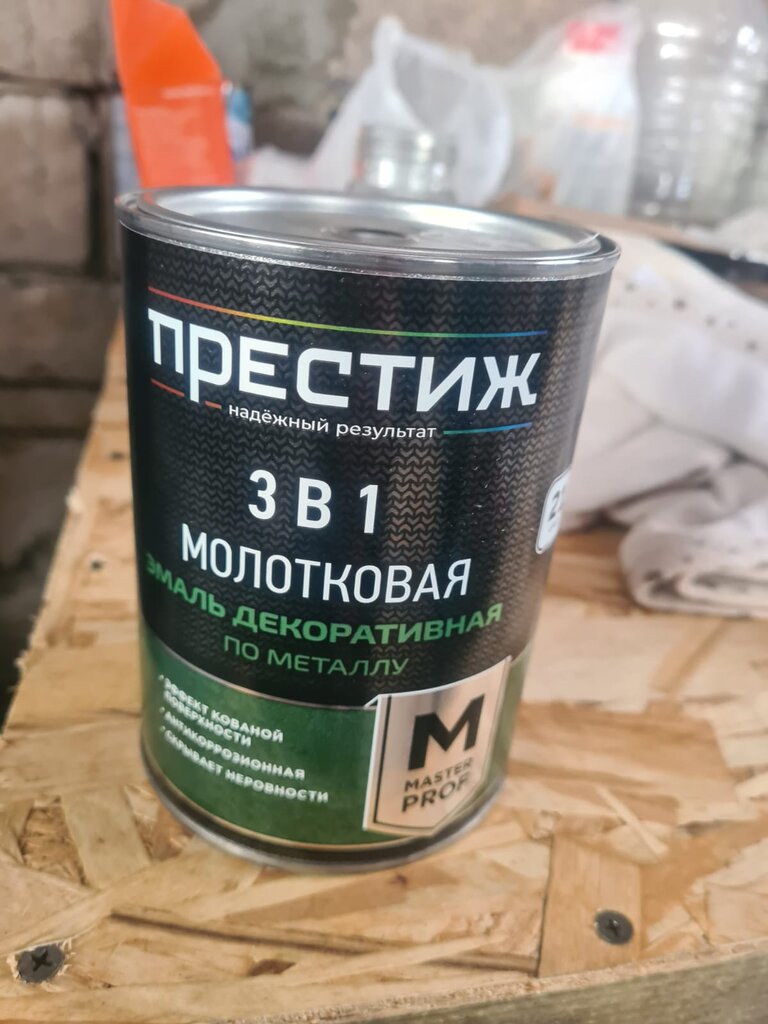 ПРЕСТИЖ
надёжный результат
3 В 1
МОЛОТКОВАЯ
ЭМАЛЬ ДЕКОРАТИВНАЯ
ПО МЕТАЛЛУ
ЭФФЕКТ КОВАНОЙ
ПОВЕРХНОСТИ
АНТИКОРРОЗИОННАЯ
СКРЫВАЕТ НЕРОВНОСТИ
M
MASTER
PROF